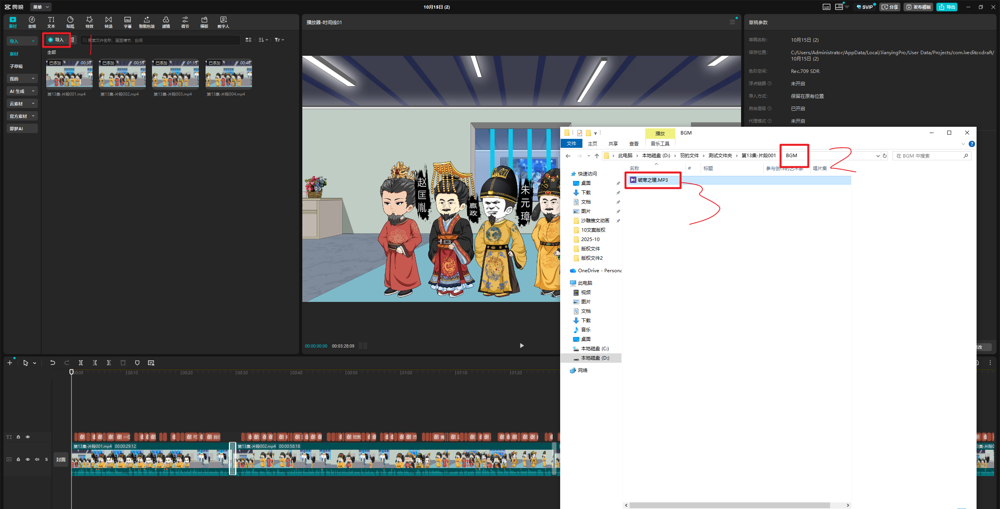 剪映
菜单
10月15日 (2)
SVIP
分享
发布模板
导出
素材
音频
文本
贴纸
特效
转场
字幕
智能包装
滤镜
调节
模板
数字人
导入
素材
子草稿
我的
AI 生成
云素材
官方素材
即梦AI
导入
搜索文件名称、画面情节、台词
全部
已添加 00:30
已添加 00:59
已添加 01:15
已添加 00:46
第13集-片段001.mp4
第13集-片段002.mp4
第13集-片段003.mp4
第13集-片段004.mp4
1
播放器-时间线01
赵匡胤
嬴政
朱元璋
00:00:00:00 00:03:28:09
草稿参数
草稿名称: 10月15日 (2)
保存位置: C:/Users/Administrator/AppData/Local/JianyingPro/User Data/Projects/com.lveditor.draft/
10月15日 (2)
色彩空间: Rec.709 SDR
浮点链路 未开启
导入方式: 保留在原有位置
自由层级 已开启
代理模式 未开启
修改
播放
BGM
文件
主页
共享
查看
音乐工具
此电脑 > 本地磁盘 (D:) > 羽的文件 > 测试文件夹 > 第13集-片段001
BGM
在 BGM 中搜索
2
名称
#
标题
参与创作的艺术家
唱片集
破寒之暖.MP3
3
快速访问
桌面
下载
文档
图片
沙雕推文动画
10文案版权
2025-10
版权文件
版权文件2
OneDrive - Persona
此电脑
视频
图片
文档
下载
音乐
桌面
本地磁盘 (C:)
本地磁盘 (D:)
网络
00:00
00:10
00:20
00:30
00:40
00:50
01:00
01:10
01:20
TI
一位
可
我们
她就
仿
竟
第13集-片段001.mp4 00:00:29:12
第13集-片段002.mp4 00:00:58:18
3集-片段0
S
封面